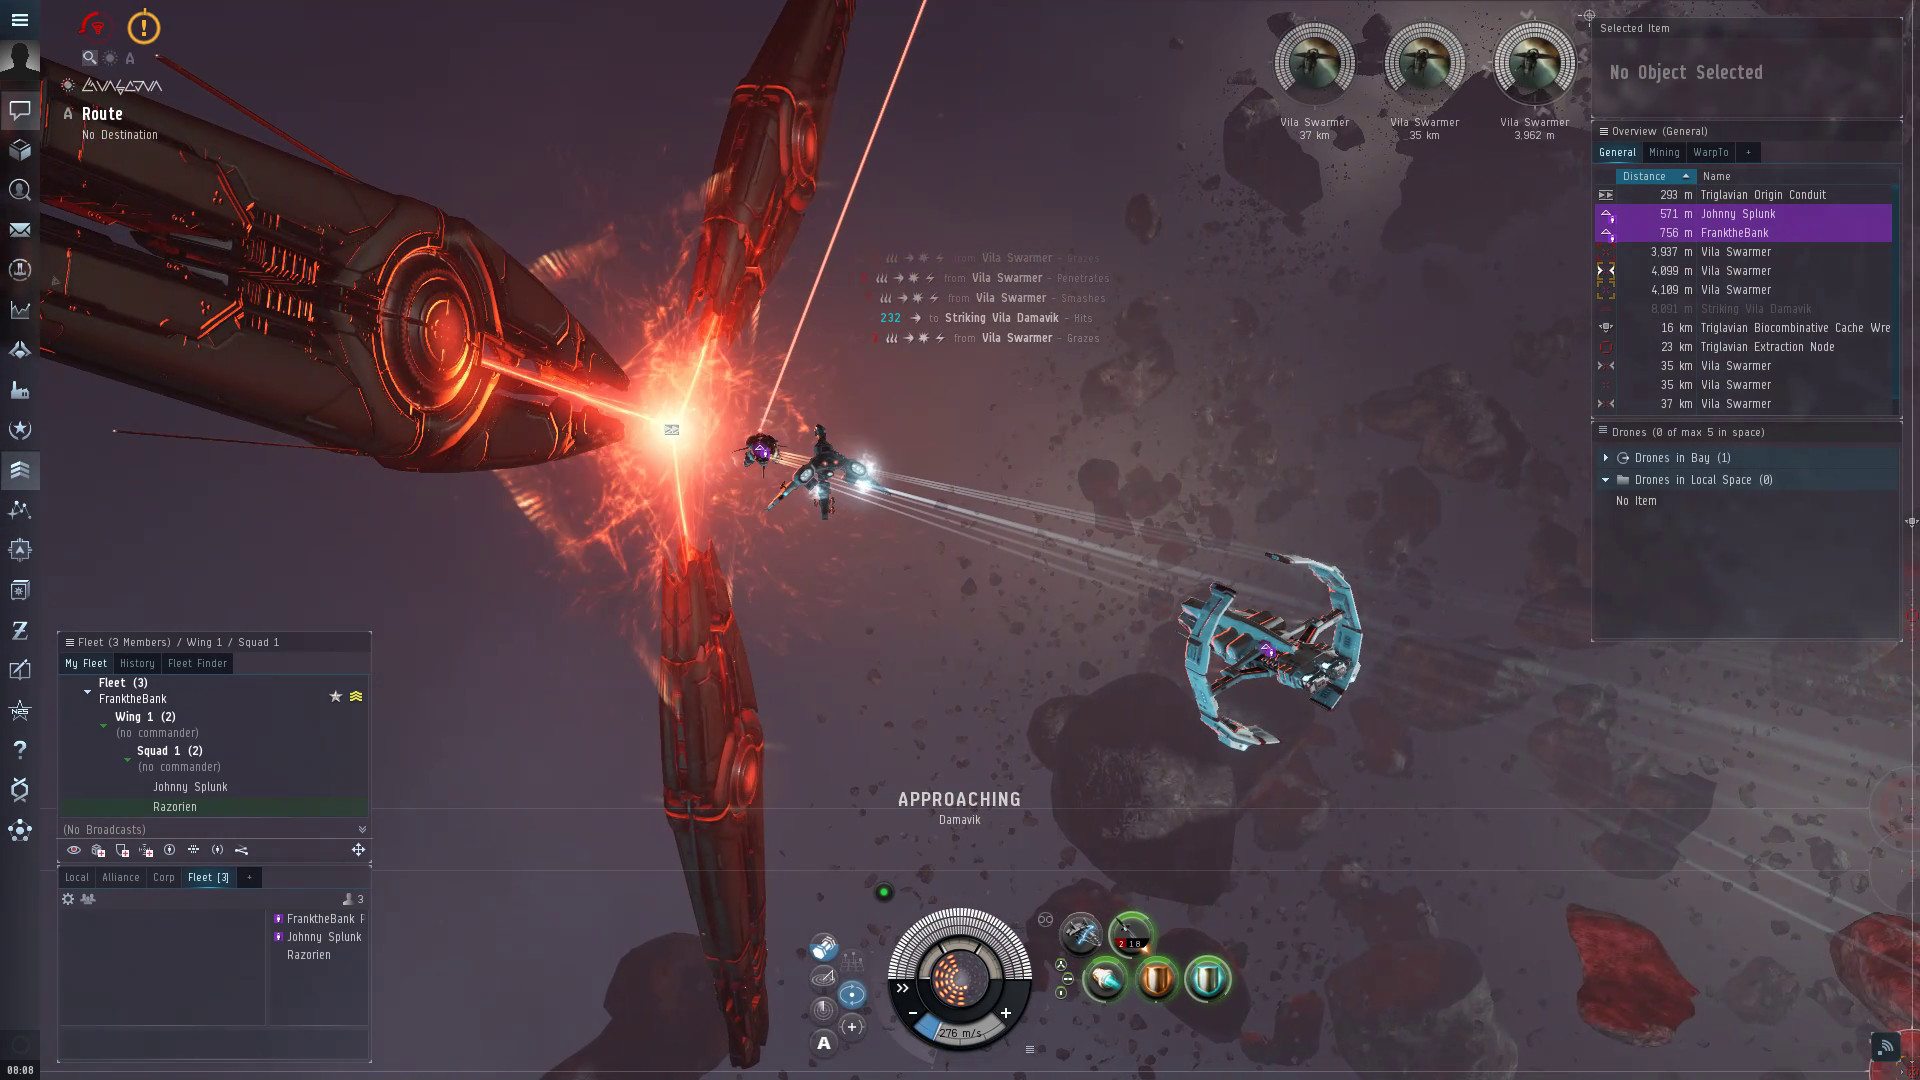 A
A Route
No Destination
Vila Swarmer
37 km
Vila Swarmer
35 km
Vila Swarmer
3,962 m
from Vila Swarmer - Grazes
from Vila Swarmer - Penetrates
from Vila Swarmer - Smashes
232 to Striking Vila Damavik - Hits
from Vila Swarmer - Grazes
Selected Item
No Object Selected
Overview (General)
General Mining WarpTo +
Distance Name
293 m Triglavian Origin Conduit
571 m Johnny Splunk
756 m FranktheBank
3,937 m Vila Swarmer
4,099 m Vila Swarmer
4,109 m Vila Swarmer
8,091 m Striking Vila Damavik
16 km Triglavian Biocombinative Cache Wre
23 km Triglavian Extraction Node
35 km Vila Swarmer
35 km Vila Swarmer
37 km Vila Swarmer
Drones (0 of max 5 in space)
Drones in Bay (1)
Drones in Local Space (0)
No Item
Fleet (3 Members) / Wing 1 / Squad 1
My Fleet History Fleet Finder
Fleet (3)
FranktheBank
Wing 1 (2)
(no commander)
Squad 1 (2)
(no commander)
Johnny Splunk
Razorien
(No Broadcasts)
Local Alliance Corp Fleet [3] +
3
FranktheBank F
Johnny Splunk
Razorien
APPROACHING
Damavik
276 m/s
A
2 18
NES
08:08